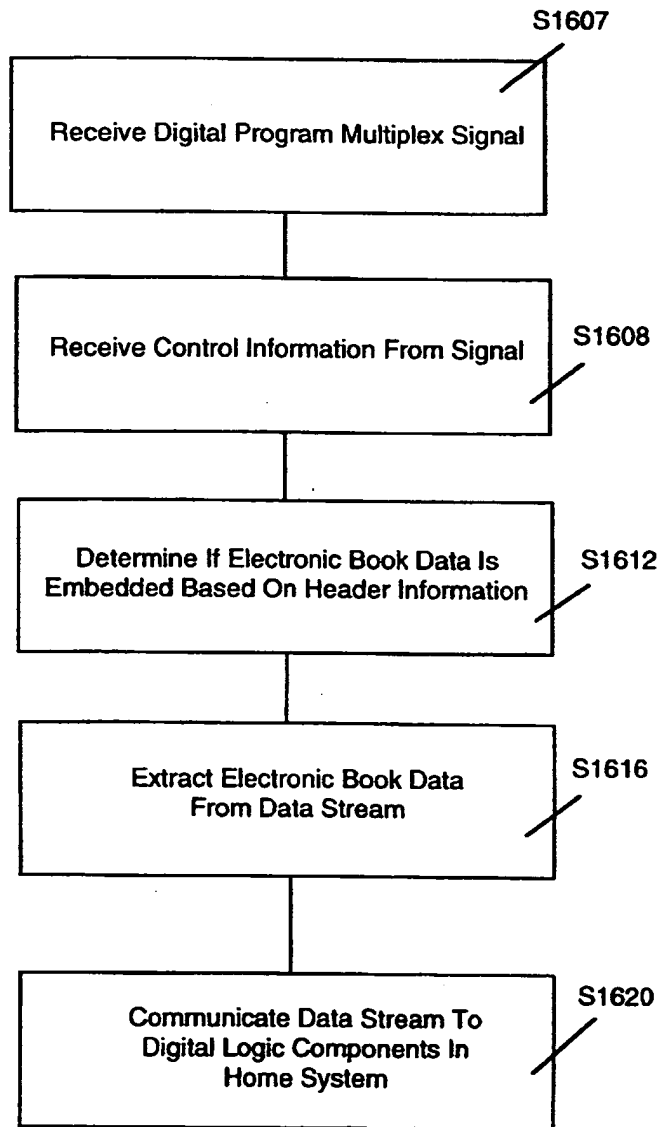 S1607
Receive Digital Program Multiplex Signal
Receive Control Information From Signal
S1608
Determine If Electronic Book Data Is
Embedded Based On Header Information
S1612
Extract Electronic Book Data
From Data Stream
S1616
Communicate Data Stream To
Digital Logic Components In
Home System
S1620